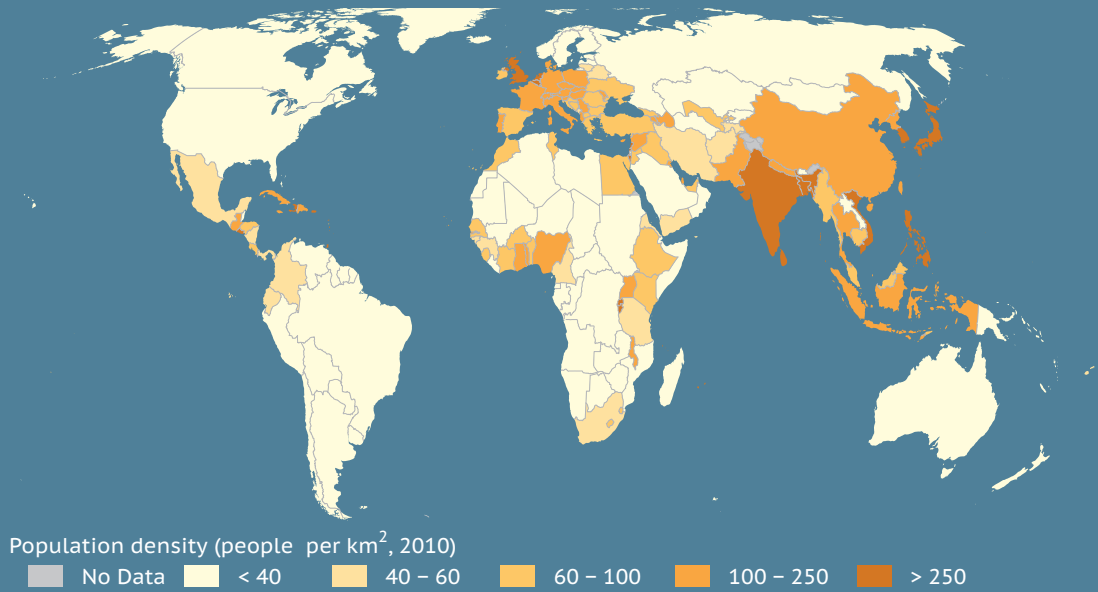 Population density (people per km², 2010)
No Data < 40 40 – 60 60 – 100 100 – 250 > 250